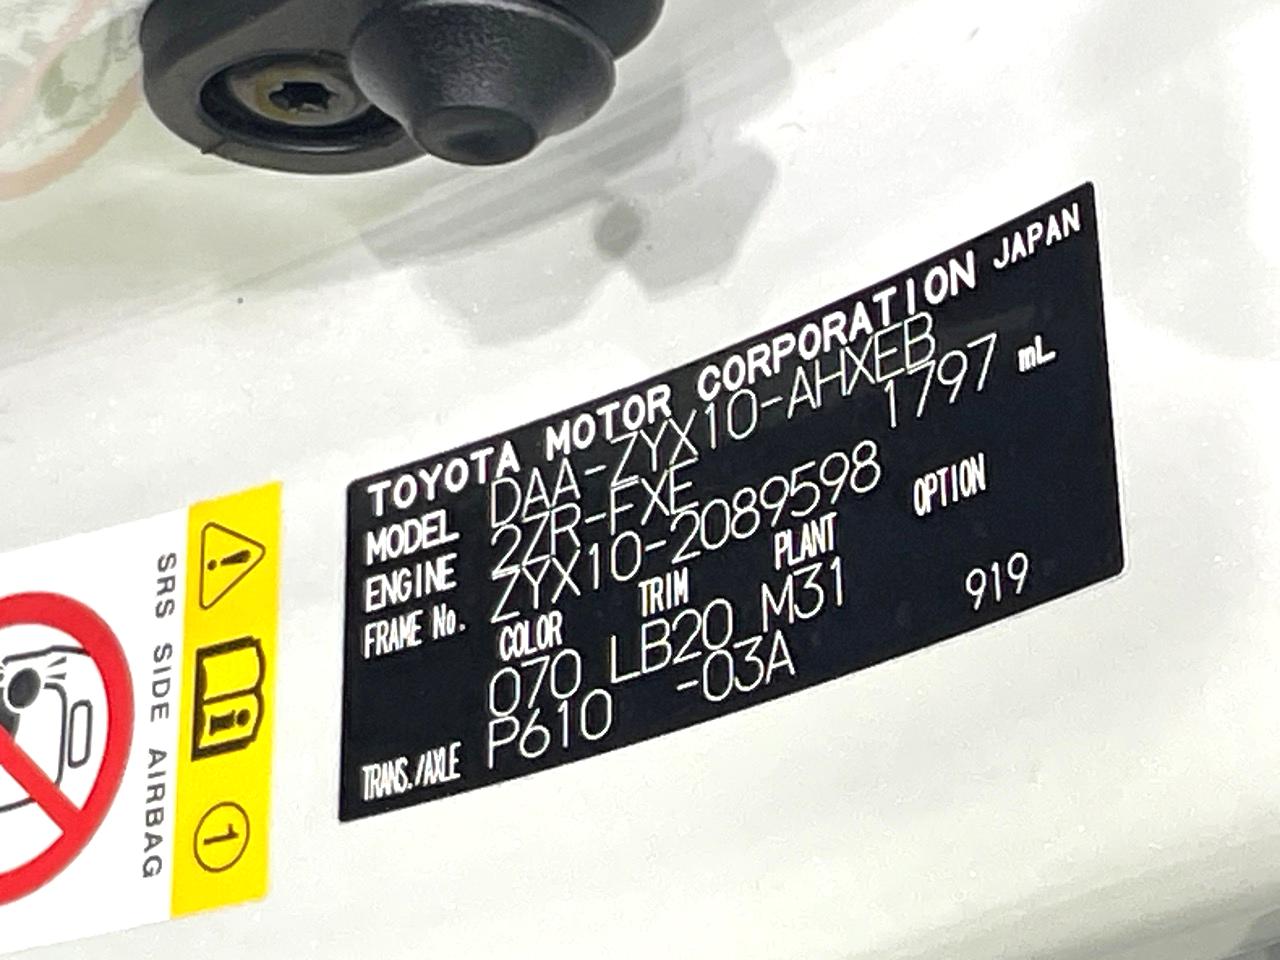 TOYOTA MOTOR CORPORATION JAPAN
MODEL DAA-ZYX10-AHXEB
ENGINE 2ZR-FXE 1797 mL
FRAME No. ZYX10-2089598
COLOR TRIM PLANT OPTION
070 LB20 M31 919
TRANS./AXLE P610 -03A
SRS SIDE AIRBAG
1